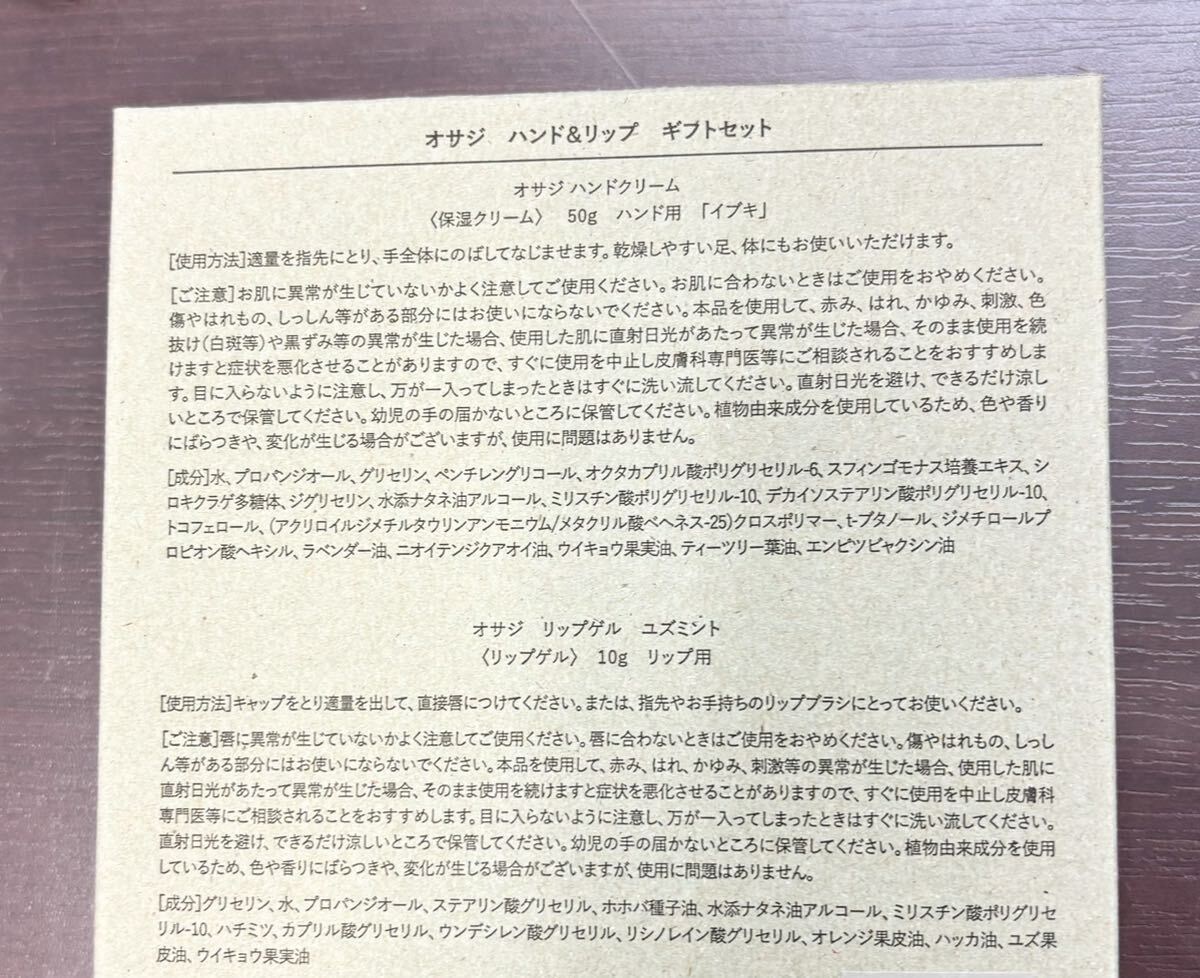 オサジ　ハンド&リップ　ギフトセット
オサジ ハンドクリーム
〈保湿クリーム〉　50g　ハンド用　「イブキ」
[使用方法]適量を指先にとり、手全体にのばしてなじませます。乾燥しやすい足、体にもお使いいただけます。
[ご注意]お肌に異常が生じていないかよく注意してご使用ください。お肌に合わないときはご使用をおやめください。
傷やはれもの、しっしん等がある部分にはお使いにならないでください。本品を使用して、赤み、はれ、かゆみ、刺激、色
抜け(白斑等)や黒ずみ等の異常が生じた場合、使用した肌に直射日光があたって異常が生じた場合、そのまま使用を続
けますと症状を悪化させることがありますので、すぐに使用を中止し皮膚科専門医等にご相談されることをおすすめしま
す。目に入らないように注意し、万が一入ってしまったときはすぐに洗い流してください。直射日光を避け、できるだけ涼し
いところで保管してください。幼児の手の届かないところに保管してください。植物由来成分を使用しているため、色や香り
にばらつきや、変化が生じる場合がございますが、使用に問題はありません。
[成分]水、プロパンジオール、グリセリン、ペンチレングリコール、オクタカプリル酸ポリグリセリル-6、スフィンゴモナス培養エキス、シ
ロキクラゲ多糖体、ジグリセリン、水添ナタネ油アルコール、ミリスチン酸ポリグリセリル-10、デカイソステアリン酸ポリグリセリル-10、
トコフェロール、(アクリロイルジメチルタウリンアンモニウム/メタクリル酸ベヘネス-25)クロスポリマー、t-ブタノール、ジメチロールプ
ロピオン酸ヘキシル、ラベンダー油、ニオイテンジクアオイ油、ウイキョウ果実油、ティーツリー葉油、エンピツビャクシン油
オサジ　リップゲル　ユズミント
〈リップゲル〉　10g　リップ用
[使用方法]キャップをとり適量を出して、直接唇につけてください。または、指先やお手持ちのリップブラシにとってお使いください。
[ご注意]唇に異常が生じていないかよく注意してご使用ください。唇に合わないときはご使用をおやめください。傷やはれもの、しっし
ん等がある部分にはお使いにならないでください。本品を使用して、赤み、はれ、かゆみ、刺激等の異常が生じた場合、使用した肌に
直射日光があたって異常が生じた場合、そのまま使用を続けますと症状を悪化させることがありますので、すぐに使用を中止し皮膚科
専門医等にご相談されることをおすすめします。目に入らないように注意し、万が一入ってしまったときはすぐに洗い流してください。
直射日光を避け、できるだけ涼しいところで保管してください。幼児の手の届かないところに保管してください。植物由来成分を使用
しているため、色や香りにばらつきや、変化が生じる場合がございますが、使用に問題はありません。
[成分]グリセリン、水、プロパンジオール、ステアリン酸グリセリル、ホホバ種子油、水添ナタネ油アルコール、ミリスチン酸ポリグリセ
リル-10、ハチミツ、カプリル酸グリセリル、ウンデシレン酸グリセリル、リシノレイン酸グリセリル、オレンジ果皮油、ハッカ油、ユズ果
皮油、ウイキョウ果実油